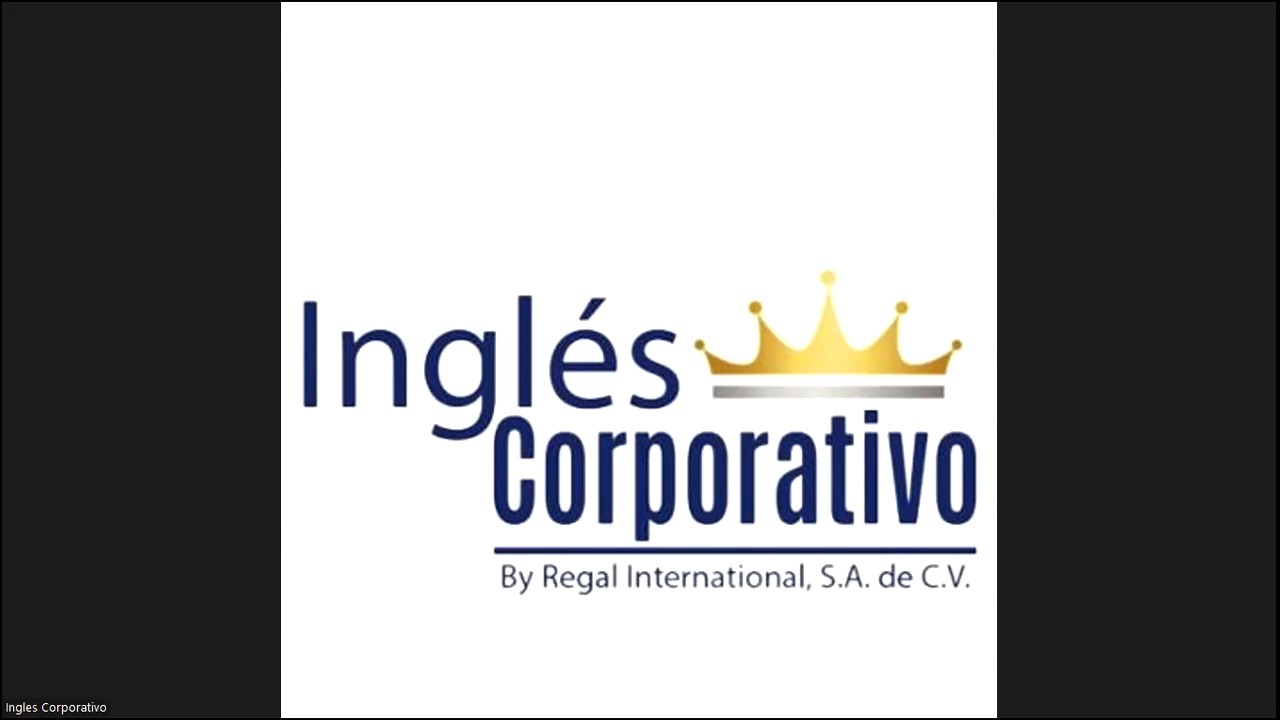 Inglés
Corporativo
By Regal International, S.A. de C.V.
Ingles Corporativo